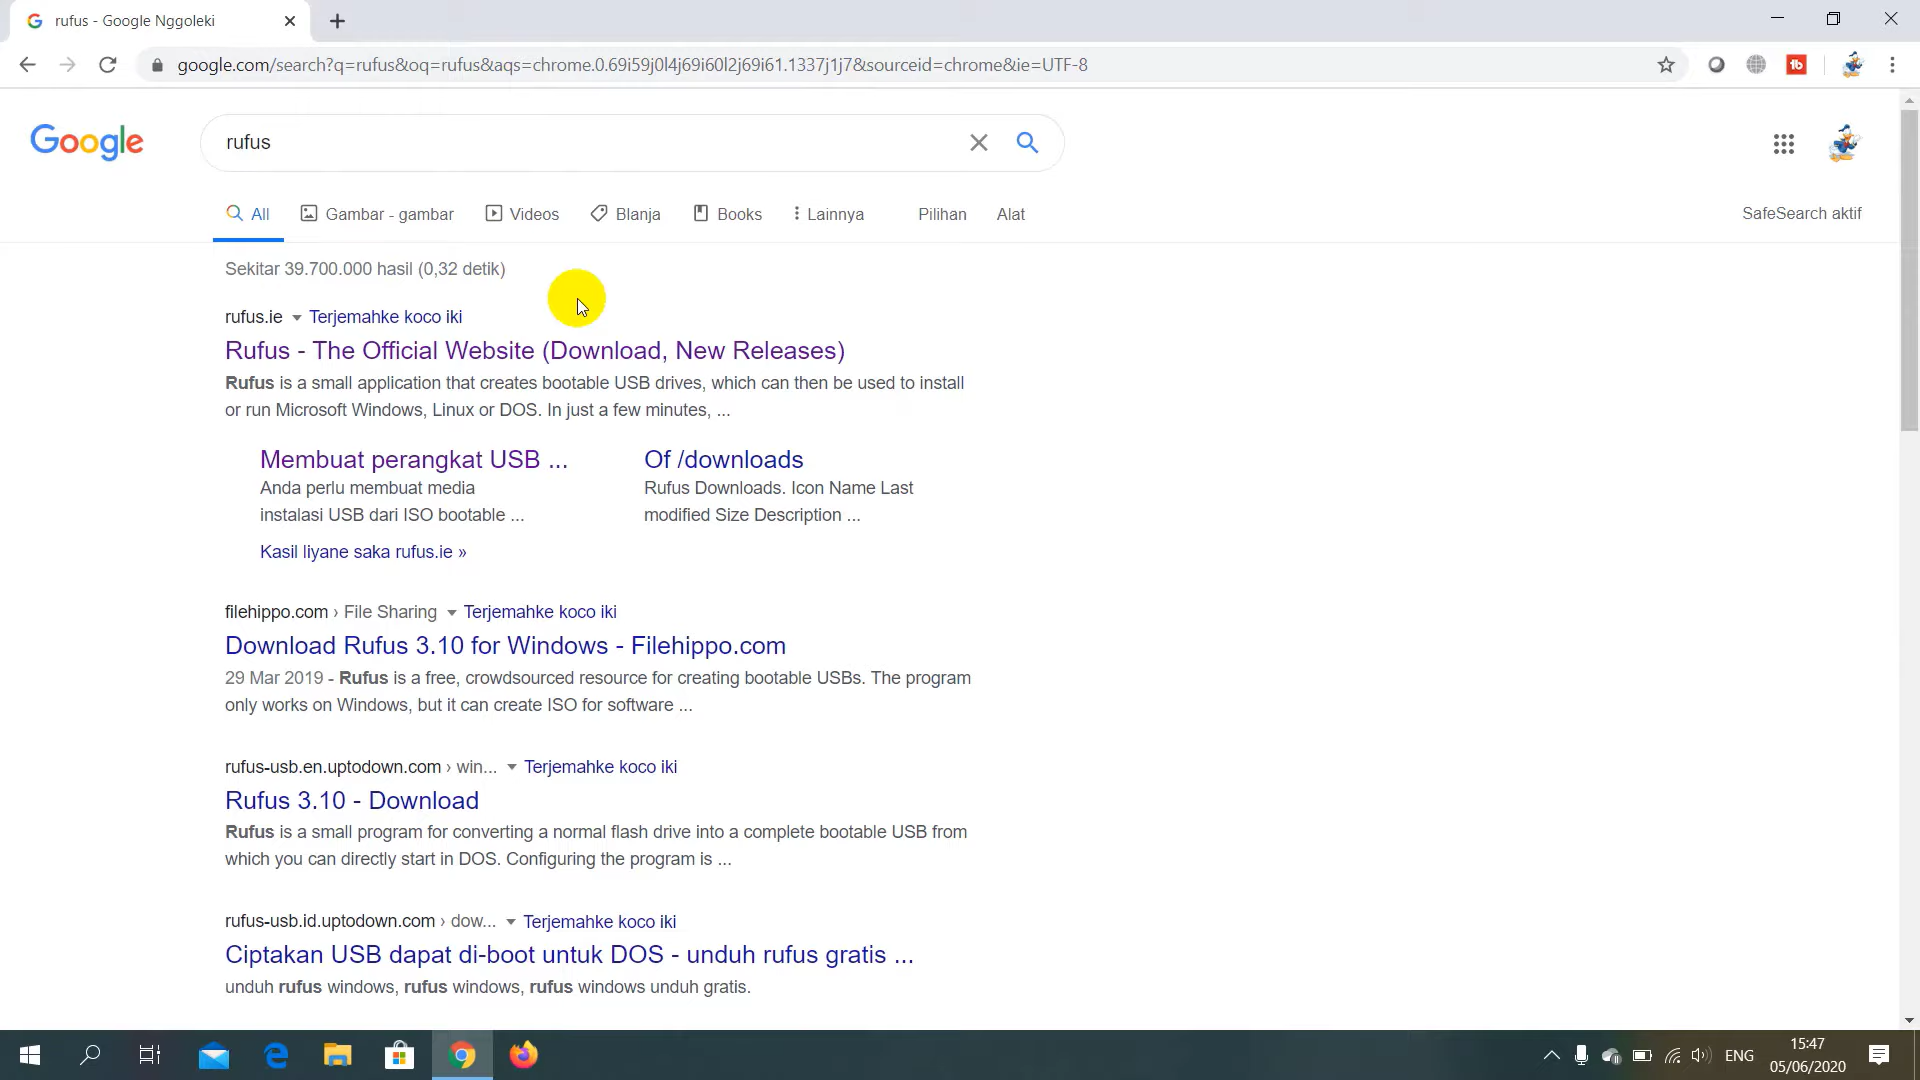 rufus - Google Nggoleki
google.com/search?q=rufus&oq=rufus&aqs=chrome.0.69i59j0l4j69i60l2j69i61.1337j1j7&sourceid=chrome&ie=UTF-8
Google
rufus
All Gambar - gambar Videos Blanja Books Lainnya Pilihan Alat SafeSearch aktif
Sekitar 39.700.000 hasil (0,32 detik)
rufus.ie Terjemahke koco iki
Rufus - The Official Website (Download, New Releases)
Rufus is a small application that creates bootable USB drives, which can then be used to install
or run Microsoft Windows, Linux or DOS. In just a few minutes, ...
Membuat perangkat USB ...
Anda perlu membuat media
instalasi USB dari ISO bootable ...
Of /downloads
Rufus Downloads. Icon Name Last
modified Size Description ...
Kasil liyane saka rufus.ie »
filehippo.com › File Sharing Terjemahke koco iki
Download Rufus 3.10 for Windows - Filehippo.com
29 Mar 2019 - Rufus is a free, crowdsourced resource for creating bootable USBs. The program
only works on Windows, but it can create ISO for software ...
rufus-usb.en.uptodown.com › win... Terjemahke koco iki
Rufus 3.10 - Download
Rufus is a small program for converting a normal flash drive into a complete bootable USB from
which you can directly start in DOS. Configuring the program is ...
rufus-usb.id.uptodown.com › dow... Terjemahke koco iki
Ciptakan USB dapat di-boot untuk DOS - unduh rufus gratis ...
unduh rufus windows, rufus windows, rufus windows unduh gratis.
ENG
15:47
05/06/2020